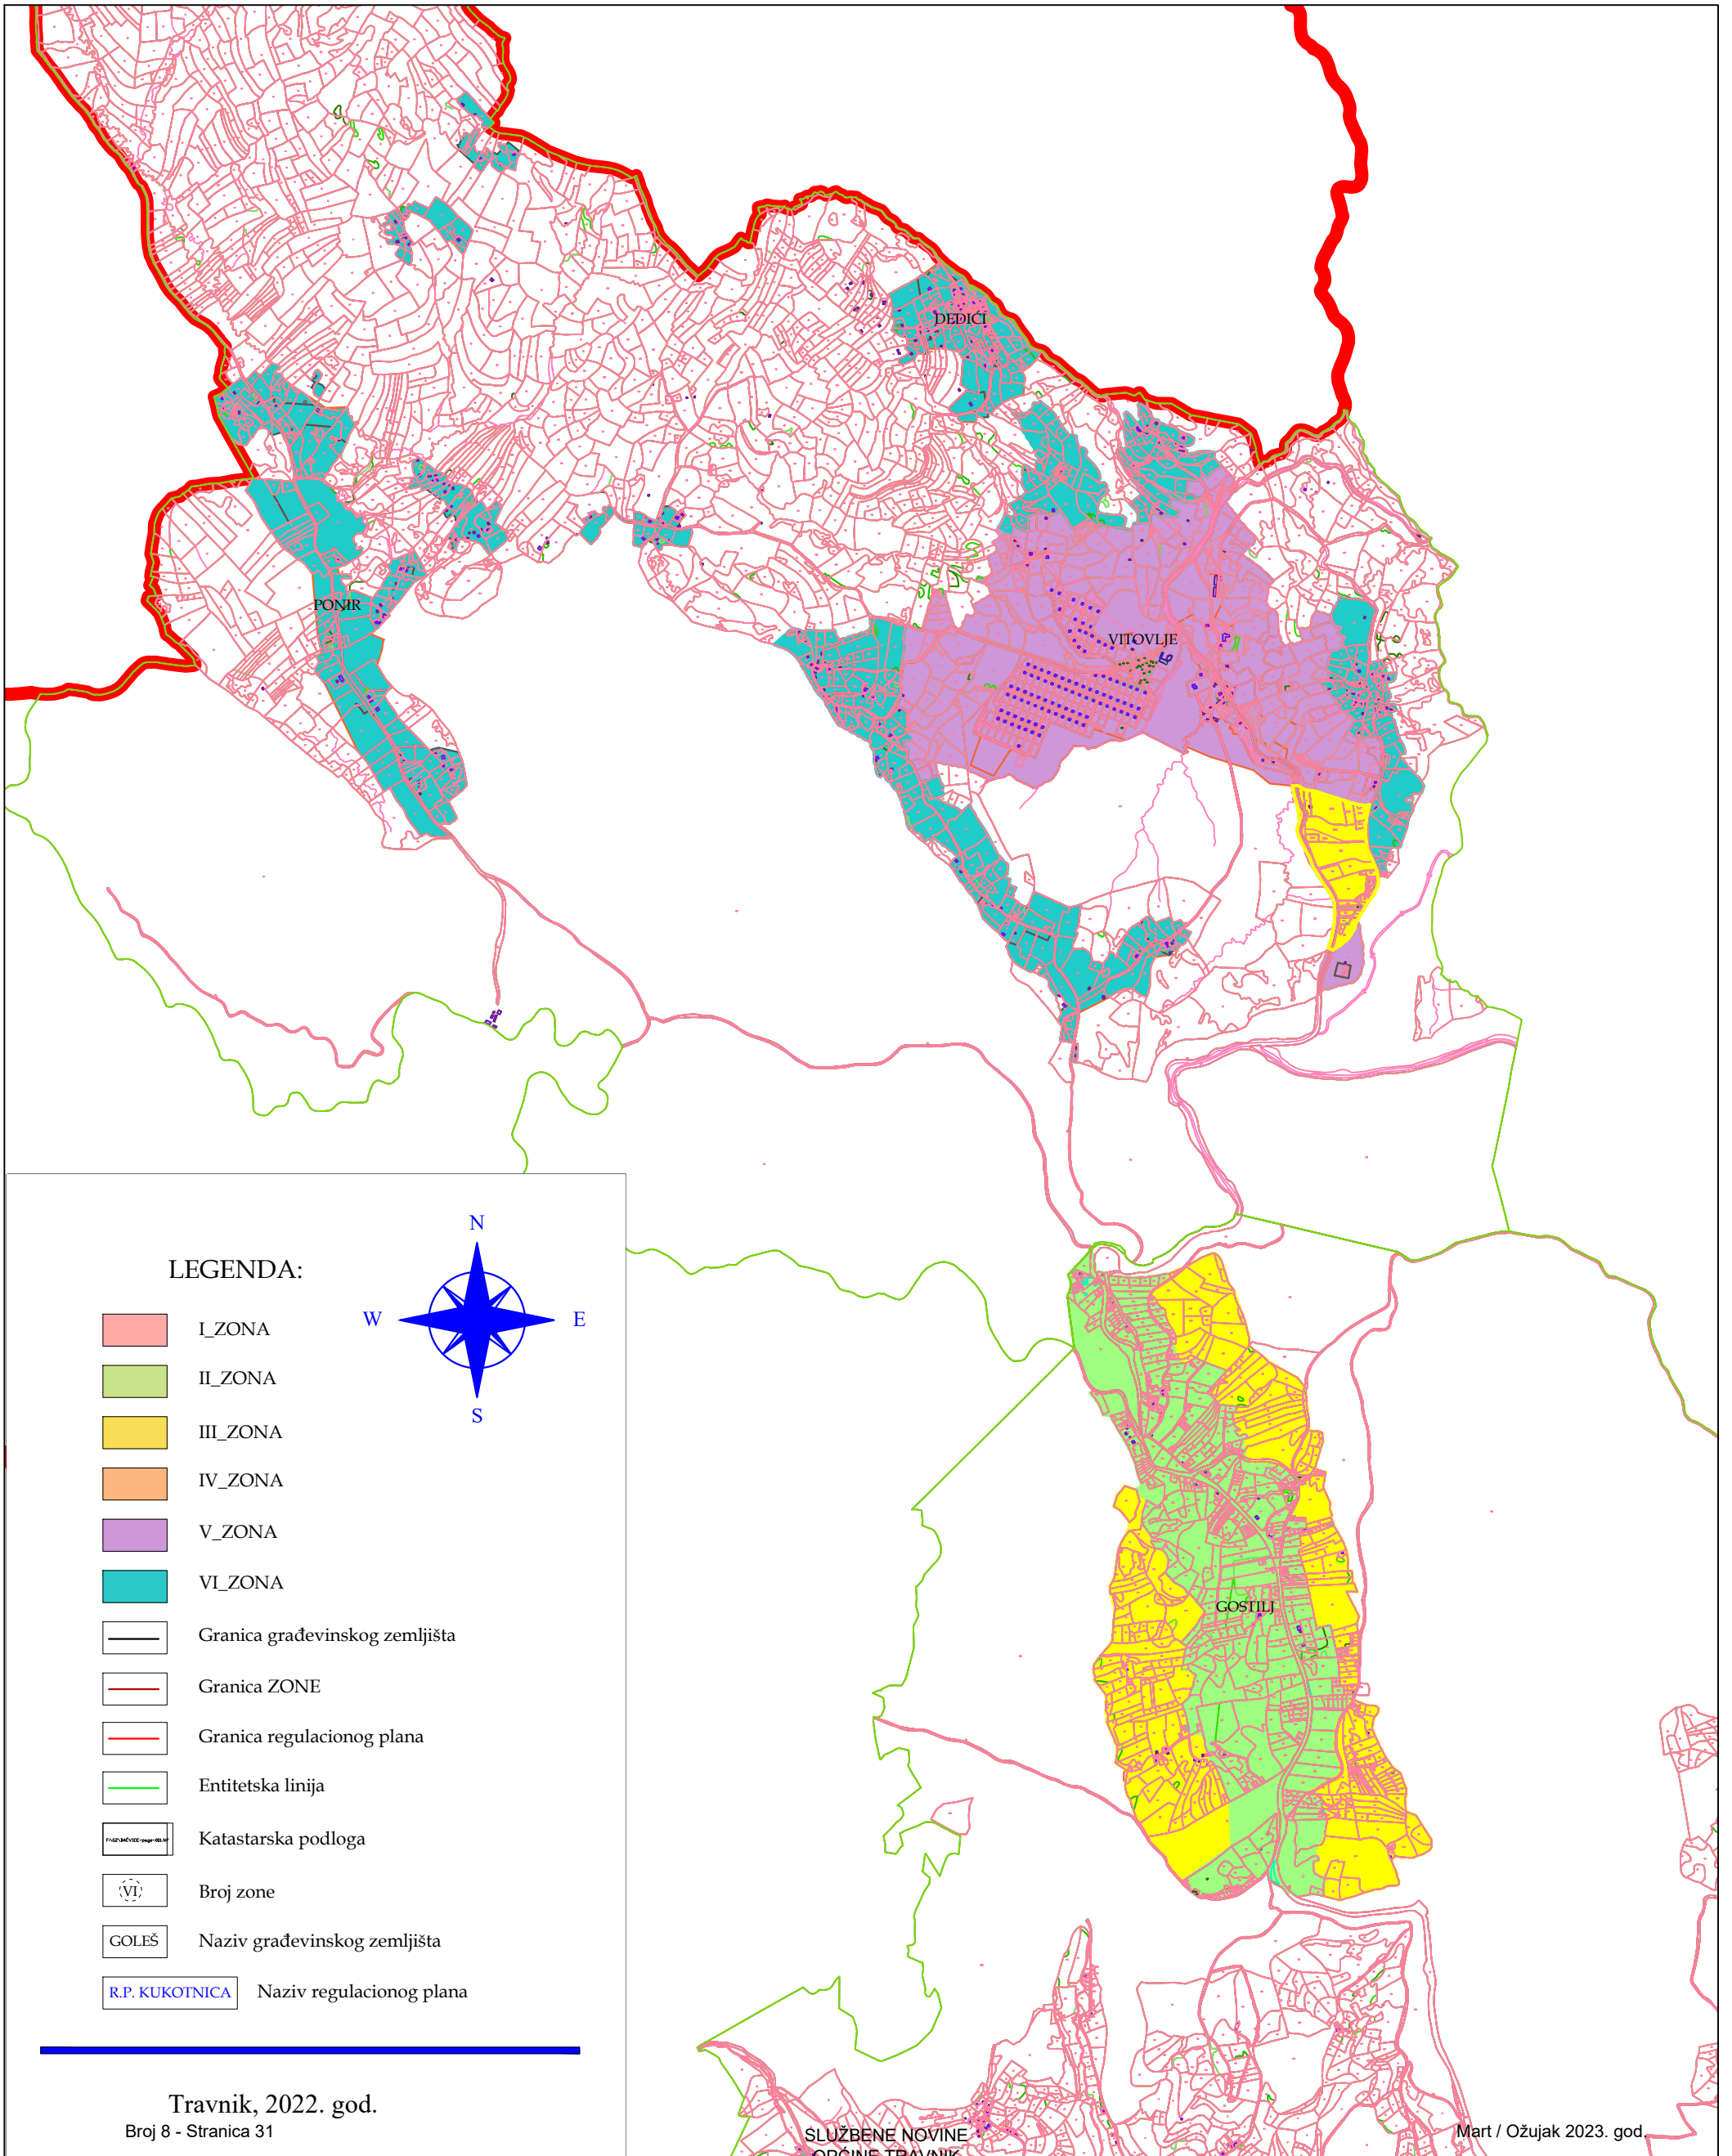 DEDIĆI
PONIR
VITOVLJE
GOSTILJ
LEGENDA:
N
W
E
S
I_ZONA
II_ZONA
III_ZONA
IV_ZONA
V_ZONA
VI_ZONA
Granica građevinskog zemljišta
Granica ZONE
Granica regulacionog plana
Entitetska linija
Katastarska podloga
VI
Broj zone
GOLEŠ
Naziv građevinskog zemljišta
R.P. KUKOTNICA
Naziv regulacionog plana
Travnik, 2022. god.
Broj 8 - Stranica 31
SLUŽBENE NOVINE
OPĆINE TRAVNIK
Mart / Ožujak 2023. god.